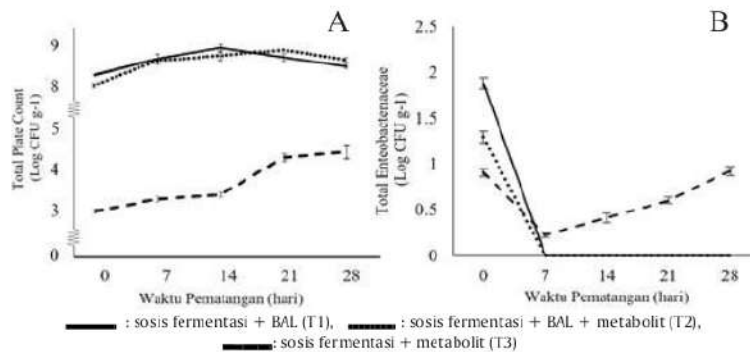 A
B
Total Plate Count
(Log CFU g-1)
9
8
5
4
3
0
0 7 14 21 28
Waktu Pematangan (hari)
Total Enteobactenaceae
(Log CFU g-1)
2.5
2
1.5
1
0.5
0
0 7 14 21 28
Waktu Pematangan (hari)
: sosis fermentasi + BAL (T1), : sosis fermentasi + BAL + metabolit (T2),
: sosis fermentasi + metabolit (T3)